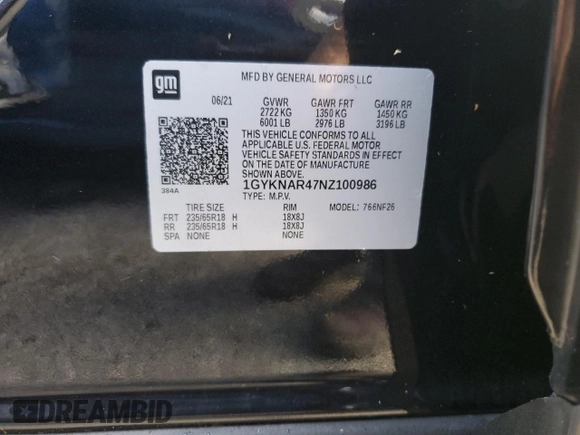 gm
MFD BY GENERAL MOTORS LLC
06/21 GVWR GAWR FRT GAWR RR
2722 KG 1350 KG 1450 KG
6001 LB 2976 LB 3196 LB
THIS VEHICLE CONFORMS TO ALL
APPLICABLE U.S. FEDERAL MOTOR
VEHICLE SAFETY STANDARDS IN EFFECT
ON THE DATE OF MANUFACTURE
SHOWN ABOVE.
1GYKNAR47NZ100986
384A
TYPE: M.P.V.
TIRE SIZE RIM MODEL: 766NF26
FRT 235/65R18 H 18X8J
RR 235/65R18 H 18X8J
SPA NONE NONE
DREAMBID